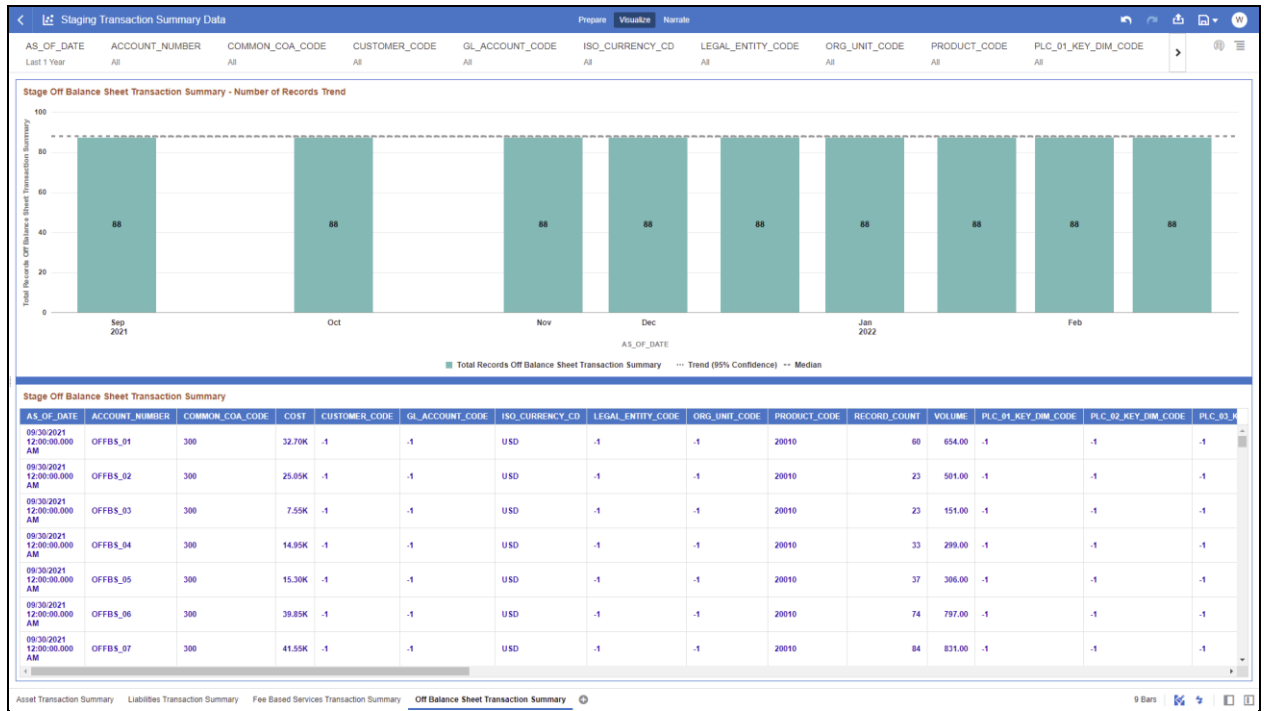 Staging Transaction Summary Data
Prepare Visualize Narrate
W
AS_OF_DATE ACCOUNT_NUMBER COMMON_COA_CODE CUSTOMER_CODE GL_ACCOUNT_CODE ISO_CURRENCY_CD LEGAL_ENTITY_CODE ORG_UNIT_CODE PRODUCT_CODE PLC_01_KEY_DIM_CODE
Last 1 Year All All All All All All All All All
Stage Off Balance Sheet Transaction Summary - Number of Records Trend
Total Records Off Balance Sheet Transaction Summary
100
80
60
40
20
0
88 88 88 88 88 88 88 88 88
Sep Oct Nov Dec Jan Feb
2021 2022
AS_OF_DATE
Total Records Off Balance Sheet Transaction Summary Trend (95% Confidence) Median
Stage Off Balance Sheet Transaction Summary
AS_OF_DATE ACCOUNT_NUMBER COMMON_COA_CODE COST CUSTOMER_CODE GL_ACCOUNT_CODE ISO_CURRENCY_CD LEGAL_ENTITY_CODE ORG_UNIT_CODE PRODUCT_CODE RECORD_COUNT VOLUME PLC_01_KEY_DIM_CODE PLC_02_KEY_DIM_CODE PLC_03_K
09/30/2021
12:00:00.000 OFFBS_01 300 32.70K -1 -1 USD -1 -1 20010 60 654.00 -1 -1 -1
AM
09/30/2021
12:00:00.000 OFFBS_02 300 25.05K -1 -1 USD -1 -1 20010 23 501.00 -1 -1 -1
AM
09/30/2021
12:00:00.000 OFFBS_03 300 7.55K -1 -1 USD -1 -1 20010 23 151.00 -1 -1 -1
AM
09/30/2021
12:00:00.000 OFFBS_04 300 14.95K -1 -1 USD -1 -1 20010 33 299.00 -1 -1 -1
AM
09/30/2021
12:00:00.000 OFFBS_05 300 15.30K -1 -1 USD -1 -1 20010 37 306.00 -1 -1 -1
AM
09/30/2021
12:00:00.000 OFFBS_06 300 39.85K -1 -1 USD -1 -1 20010 74 797.00 -1 -1 -1
AM
09/30/2021
12:00:00.000 OFFBS_07 300 41.55K -1 -1 USD -1 -1 20010 84 831.00 -1 -1 -1
AM
Asset Transaction Summary Liabilities Transaction Summary Fee Based Services Transaction Summary Off Balance Sheet Transaction Summary 9 Bars